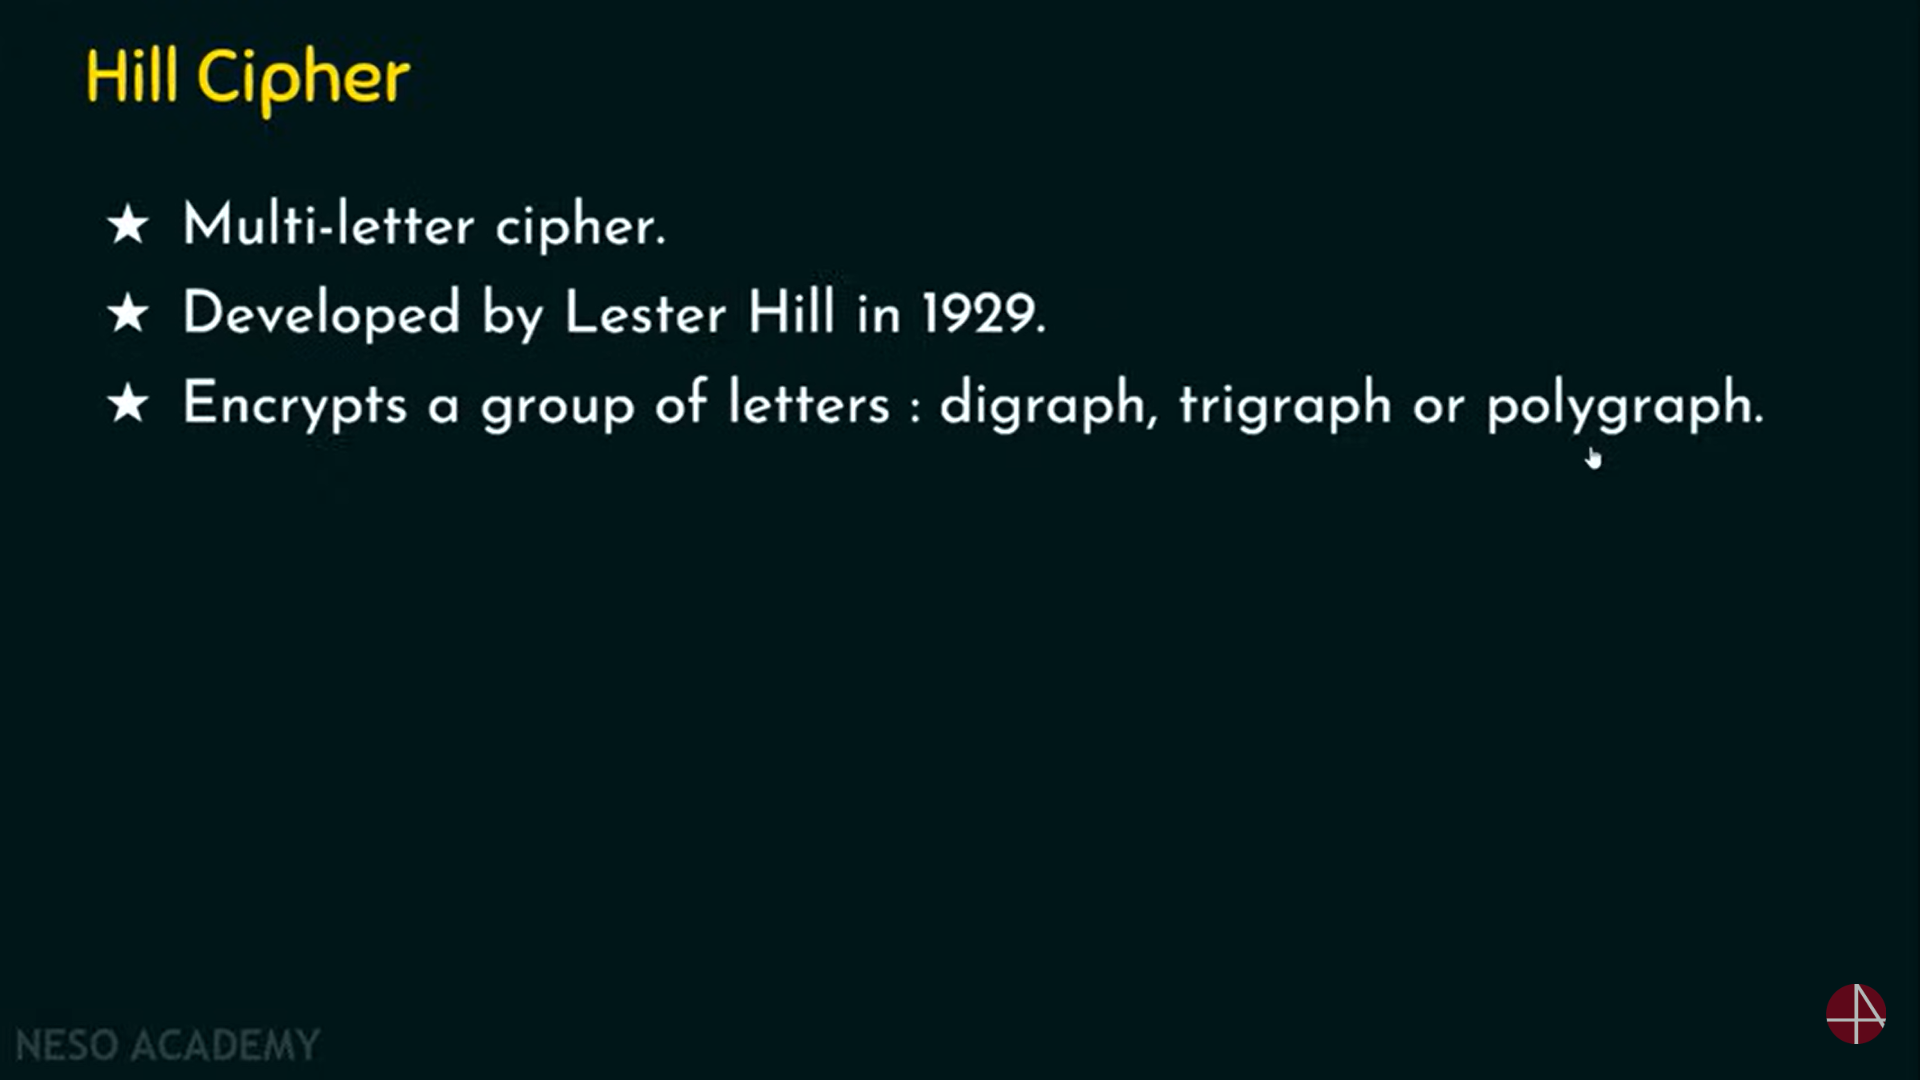 Hill Cipher
★ Multi-letter cipher.
★ Developed by Lester Hill in 1929.
★ Encrypts a group of letters : digraph, trigraph or polygraph.
NESO ACADEMY